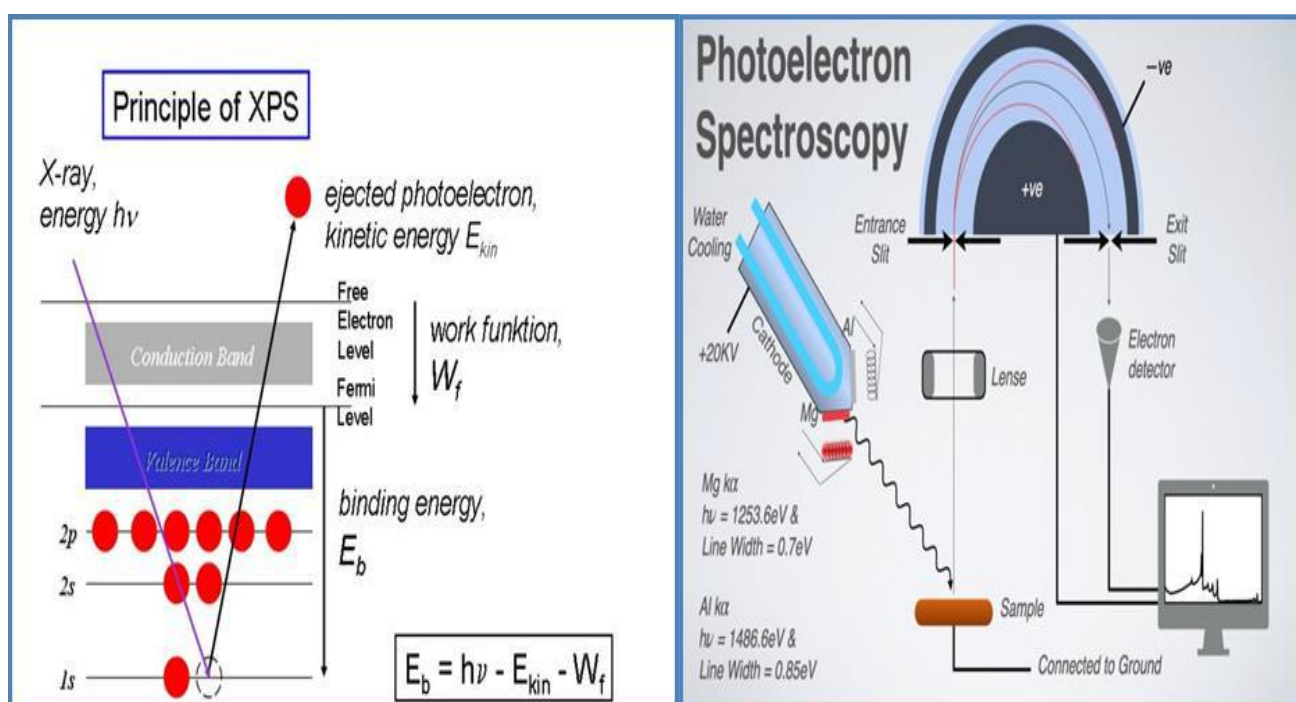 Principle of XPS
X-ray,
energy hν
ejected photoelectron,
kinetic energy E_kin
Free
Electron
Level
Fermi
Level
work funktion,
W_f
Conduction Band
Valence Band
binding energy,
E_b
2p
2s
1s
E_b = hν - E_kin - W_f
Photoelectron
Spectroscopy
–ve
+ve
Water
Cooling
Entrance
Slit
Exit
Slit
+20KV
Cathode
Al
Mg
Lense
Electron
detector
Mg kα
hυ = 1253.6eV &
Line Width = 0.7eV
Al kα
hυ = 1486.6eV &
Line Width = 0.85eV
Sample
Connected to Ground